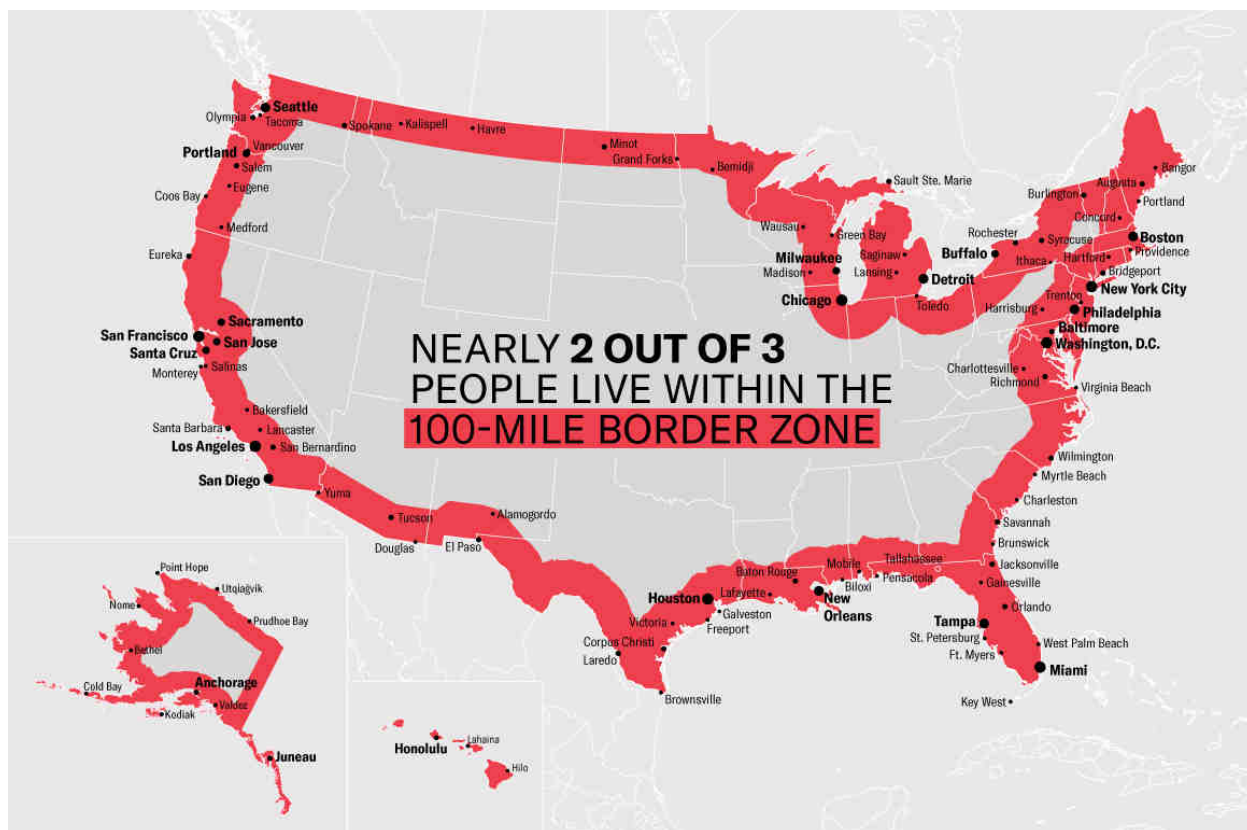 Seattle
Olympia
Tacoma
Spokane
Kalispell
Havre
Minot
Grand Forks
Bemidji
Sault Ste. Marie
Bangor
Augusta
Burlington
Portland
Portland
Vancouver
Salem
Eugene
Coos Bay
Medford
Eureka
Concord
Boston
Providence
Rochester
Syracuse
Buffalo
Ithaca
Hartford
Bridgeport
Wausau
Green Bay
Saginaw
Milwaukee
Madison
Lansing
Detroit
Chicago
Toledo
New York City
Trenton
Harrisburg
Philadelphia
Baltimore
Washington, D.C.
Charlottesville
Richmond
Virginia Beach
Sacramento
San Francisco
San Jose
Santa Cruz
Monterey
Salinas
NEARLY 2 OUT OF 3
PEOPLE LIVE WITHIN THE
100-MILE BORDER ZONE
Bakersfield
Santa Barbara
Lancaster
Los Angeles
San Bernardino
San Diego
Yuma
Tucson
Douglas
El Paso
Alamogordo
Wilmington
Myrtle Beach
Charleston
Savannah
Brunswick
Jacksonville
Tallahassee
Mobile
Pensacola
Biloxi
Baton Rouge
Lafayette
New
Orleans
Houston
Galveston
Freeport
Victoria
Corpus Christi
Laredo
Brownsville
Gainesville
Orlando
Tampa
St. Petersburg
Ft. Myers
West Palm Beach
Miami
Key West
Point Hope
Utqiaġvik
Nome
Prudhoe Bay
Bethel
Cold Bay
Anchorage
Kodiak
Valdez
Juneau
Honolulu
Lahaina
Hilo